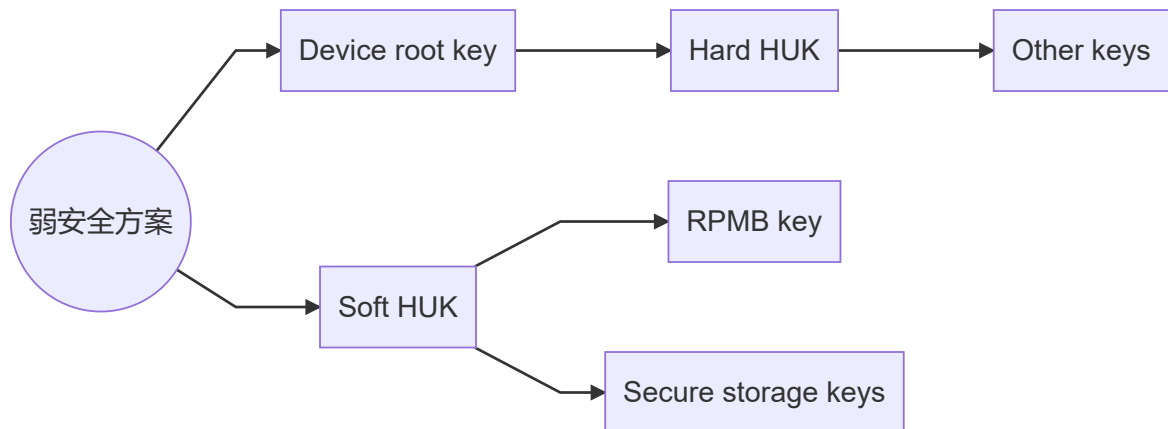 弱安全方案
Device root key
Hard HUK
Other keys
Soft HUK
RPMB key
Secure storage keys